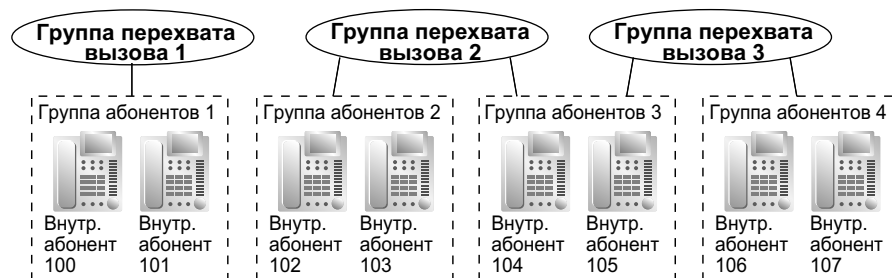 Группа перехвата
вызова 1
Группа перехвата
вызова 2
Группа перехвата
вызова 3
Группа абонентов 1
Группа абонентов 2
Группа абонентов 3
Группа абонентов 4
Внутр.
абонент
100
Внутр.
абонент
101
Внутр.
абонент
102
Внутр.
абонент
103
Внутр.
абонент
104
Внутр.
абонент
105
Внутр.
абонент
106
Внутр.
абонент
107